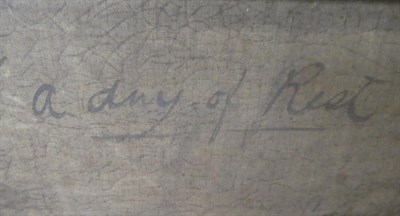 a day of Rest